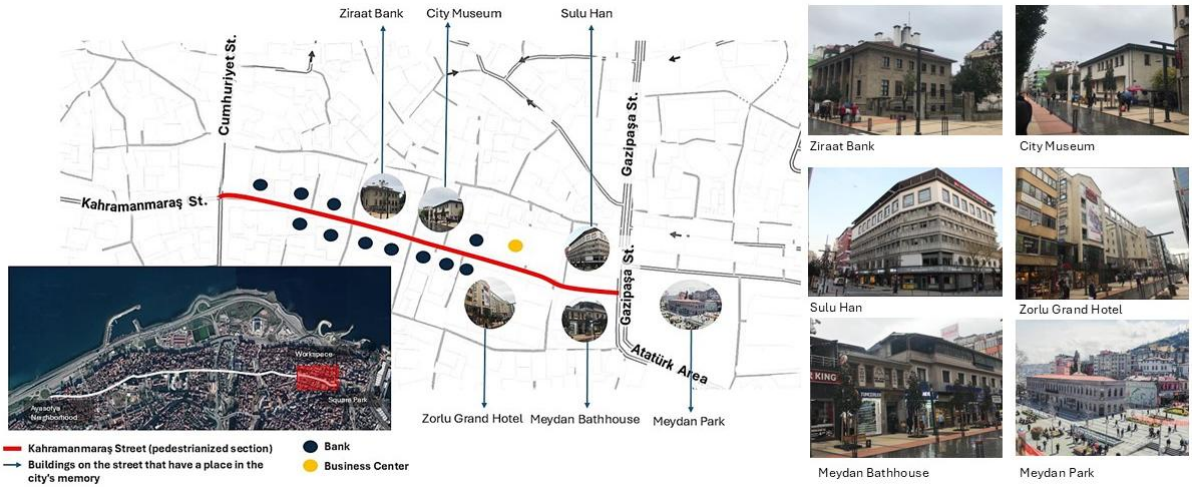 Ziraat Bank
City Museum
Sulu Han
Cumhuriyet St.
Gazipaşa St.
Kahramanmaraş St.
Gazipaşa St.
Atatürk Area
Workspace
Square Park
Ayasofya
Neighborhood
Zorlu Grand Hotel
Meydan Bathhouse
Meydan Park
Kahramanmaraş Street (pedestrianized section)
Buildings on the street that have a place in the
city's memory
Bank
Business Center
Ziraat Bank
City Museum
Sulu Han
Zorlu Grand Hotel
KING
Meydan Bathhouse
Meydan Park